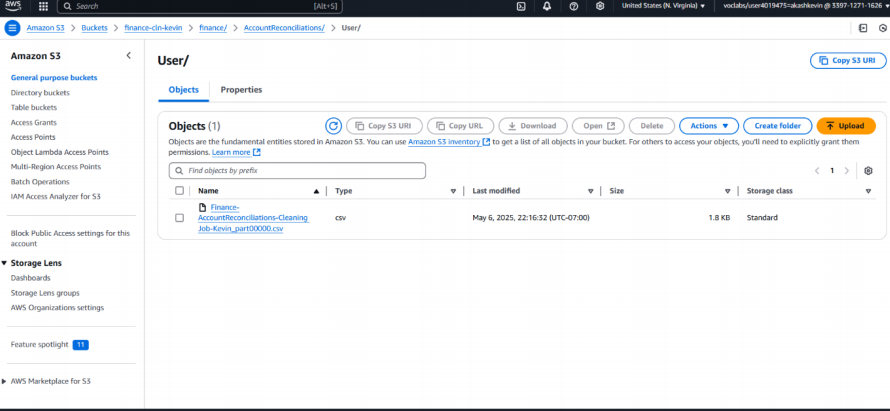 aws
Search
[Alt+S]
United States (N. Virginia)
voclabs/user4019475=akashkevin @ 3397-1271-1626
Amazon S3 > Buckets > finance-cln-kevin > finance/ > AccountReconciliations/ > User/
Amazon S3
General purpose buckets
Directory buckets
Table buckets
Access Grants
Access Points
Object Lambda Access Points
Multi-Region Access Points
Batch Operations
IAM Access Analyzer for S3
Block Public Access settings for this
account
Storage Lens
Dashboards
Storage Lens groups
AWS Organizations settings
Feature spotlight 11
AWS Marketplace for S3
User/
Copy S3 URI
Objects
Properties
Objects (1)
Copy S3 URI
Copy URL
Download
Open
Delete
Actions
Create folder
Upload
Objects are the fundamental entities stored in Amazon S3. You can use Amazon S3 inventory to get a list of all objects in your bucket. For others to access your objects, you'll need to explicitly grant them
permissions. Learn more
Find objects by prefix
1
Name
Type
Last modified
Size
Storage class
Finance-
AccountReconciliations-Cleaning
Job-Kevin_part00000.csv
csv
May 6, 2025, 22:16:32 (UTC-07:00)
1.8 KB
Standard